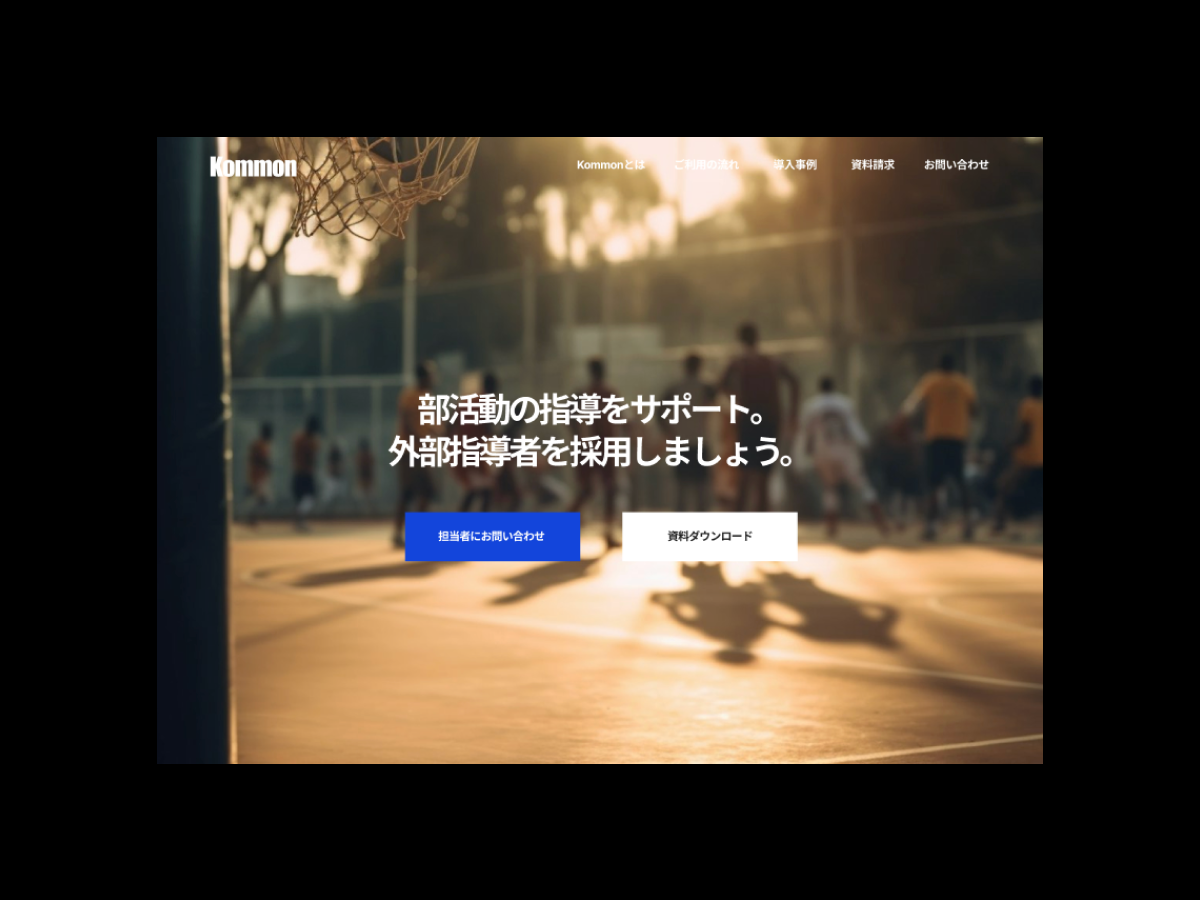 Kommon
Kommonとは ご利用の流れ 導入事例 資料請求 お問い合わせ
部活動の指導をサポート。
外部指導者を採用しましょう。
担当者にお問い合わせ 資料ダウンロード